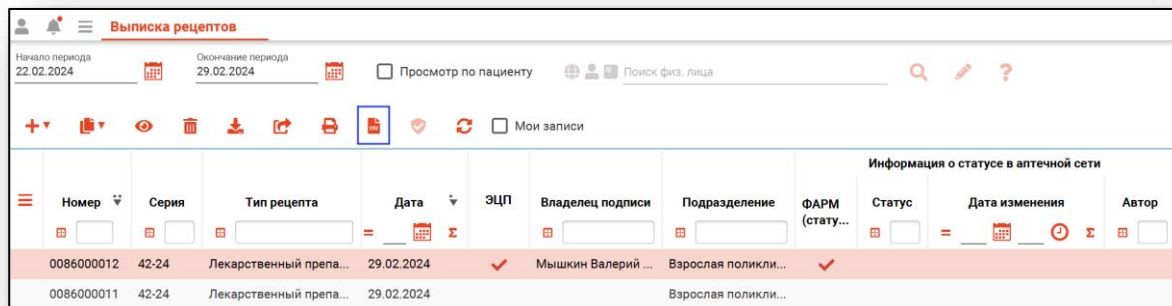 Выписка рецептов
Начало периода
22.02.2024
Окончание периода
29.02.2024
Просмотр по пациенту
Поиск физ. лица
?
CSV
Мои записи
Информация о статусе в аптечной сети
Номер Серия Тип рецепта Дата ЭЦП Владелец подписи Подразделение ФАРМ (стату... Статус Дата изменения Автор
= Σ = Σ
0086000012 42-24 Лекарственный препа... 29.02.2024 Мышкин Валерий ... Взрослая поликли...
0086000011 42-24 Лекарственный препа... 29.02.2024 Взрослая поликли...